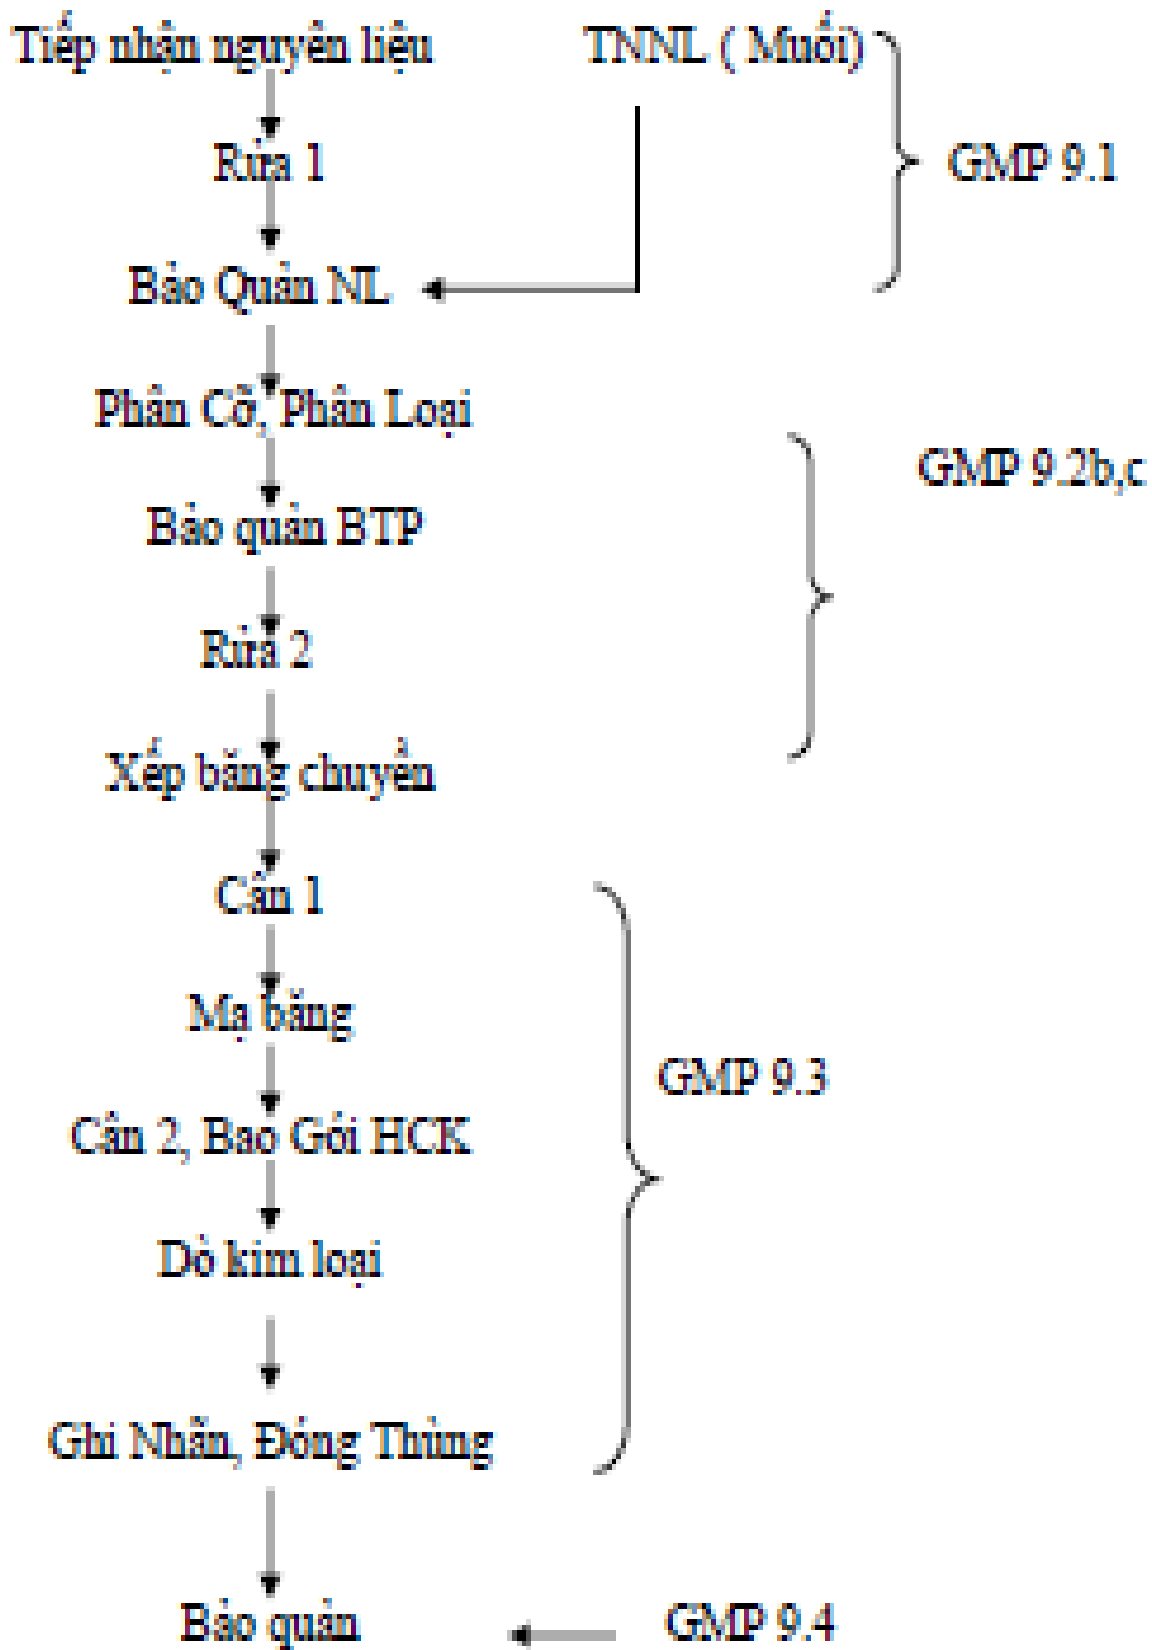 Tiếp nhận nguyên liệu
TNNL ( Muối)
Rửa 1
GMP 9.1
Bảo Quản NL
Phân Cỡ, Phân Loại
GMP 9.2b,c
Bảo quản BTP
Rửa 2
Xếp băng chuyền
Cân 1
Mạ băng
GMP 9.3
Cân 2, Bao Gói HCK
Dò kim loại
Ghi Nhãn, Đóng Thùng
Bảo quản
GMP 9.4